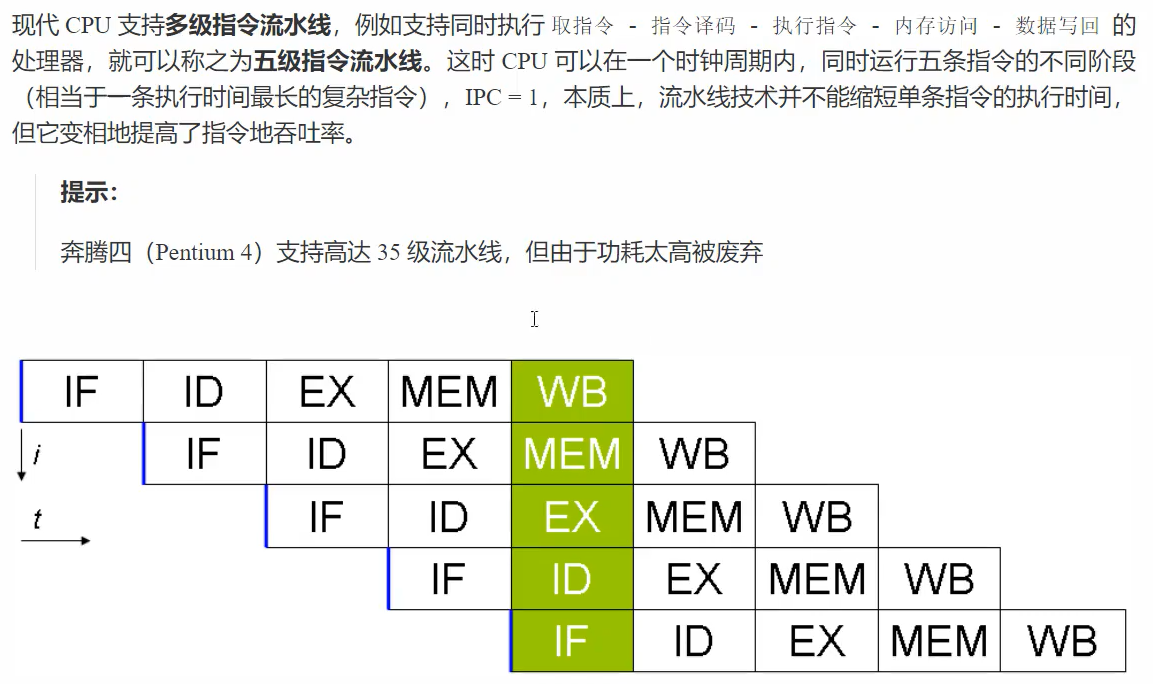 现代 CPU 支持多级指令流水线，例如支持同时执行 取指令 - 指令译码 - 执行指令 - 内存访问 - 数据写回 的
处理器，就可以称之为五级指令流水线。这时 CPU 可以在一个时钟周期内，同时运行五条指令的不同阶段
（相当于一条执行时间最长的复杂指令），IPC = 1，本质上，流水线技术并不能缩短单条指令的执行时间，
但它变相地提高了指令地吞吐率。
提示：
奔腾四（Pentium 4）支持高达 35 级流水线，但由于功耗太高被废弃
IF ID EX MEM WB
i IF ID EX MEM WB
t IF ID EX MEM WB
IF ID EX MEM WB
IF ID EX MEM WB